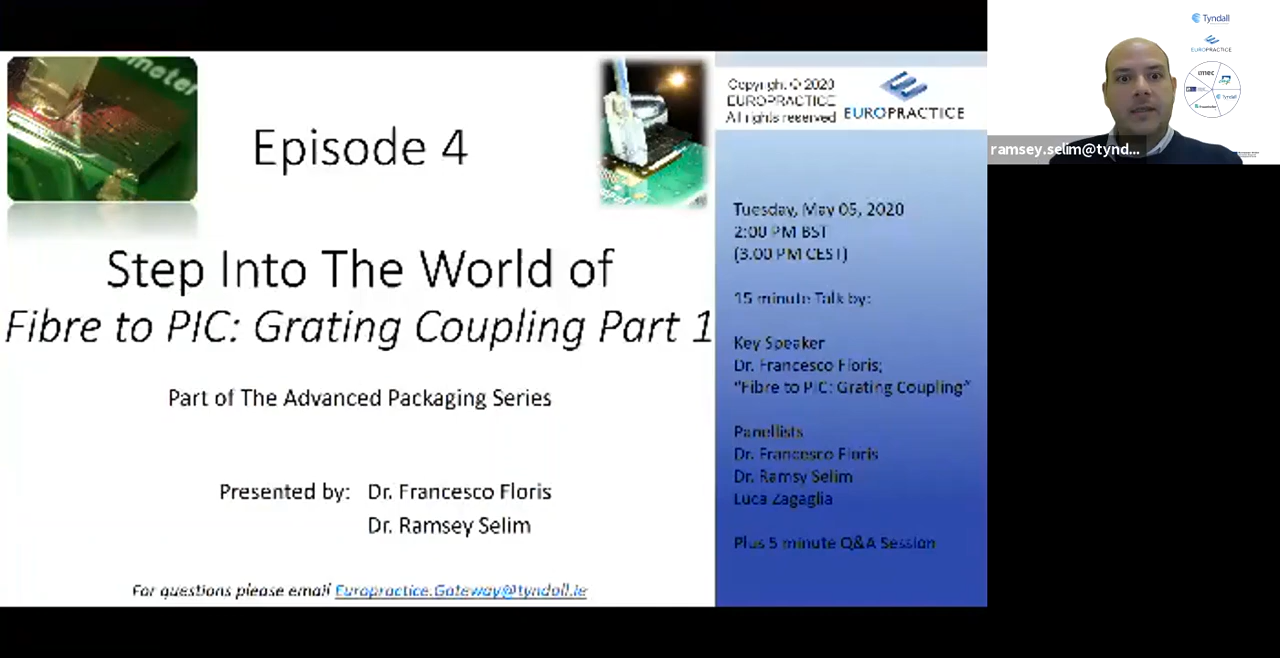 ometer
Episode 4
Step Into The World of
Fibre to PIC: Grating Coupling Part 1
Part of The Advanced Packaging Series
Presented by: Dr. Francesco Floris
Dr. Ramsey Selim
For questions please email Europractice.Gateway@tyndall.ie
Copyright © 2020
EUROPRACTICE
All rights reserved
EUROPRACTICE
Tuesday, May 05, 2020
2:00 PM BST
(3.00 PM CEST)
15 minute Talk by:
Key Speaker
Dr. Francesco Floris;
“Fibre to PIC: Grating Coupling”
Panellists
Dr. Francesco Floris
Dr. Ramsy Selim
Luca Zagaglia
Plus 5 minute Q&A Session
Tyndall
EUROPRACTICE
imec
Tyndall
ramsey.selim@tynd...